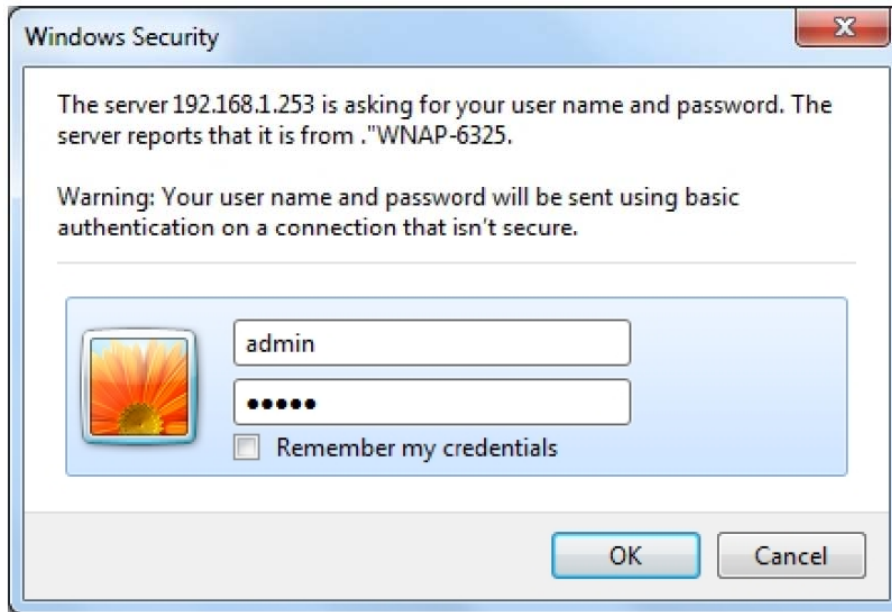 Windows Security
The server 192.168.1.253 is asking for your user name and password. The
server reports that it is from ."WNAP-6325.
Warning: Your user name and password will be sent using basic
authentication on a connection that isn't secure.
admin
•••••
Remember my credentials
OK
Cancel